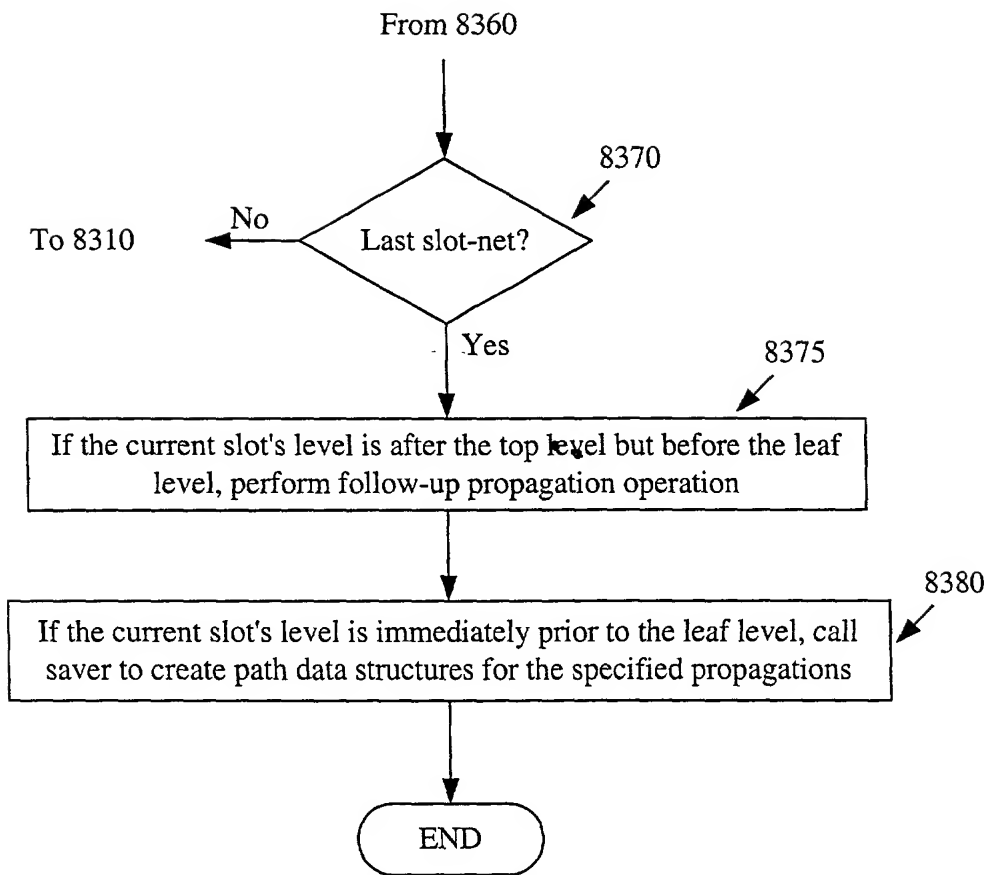 From 8360
8370
No
To 8310
Last slot-net?
Yes
8375
If the current slot's level is after the top level but before the leaf
level, perform follow-up propagation operation
8380
If the current slot's level is immediately prior to the leaf level, call
saver to create path data structures for the specified propagations
END